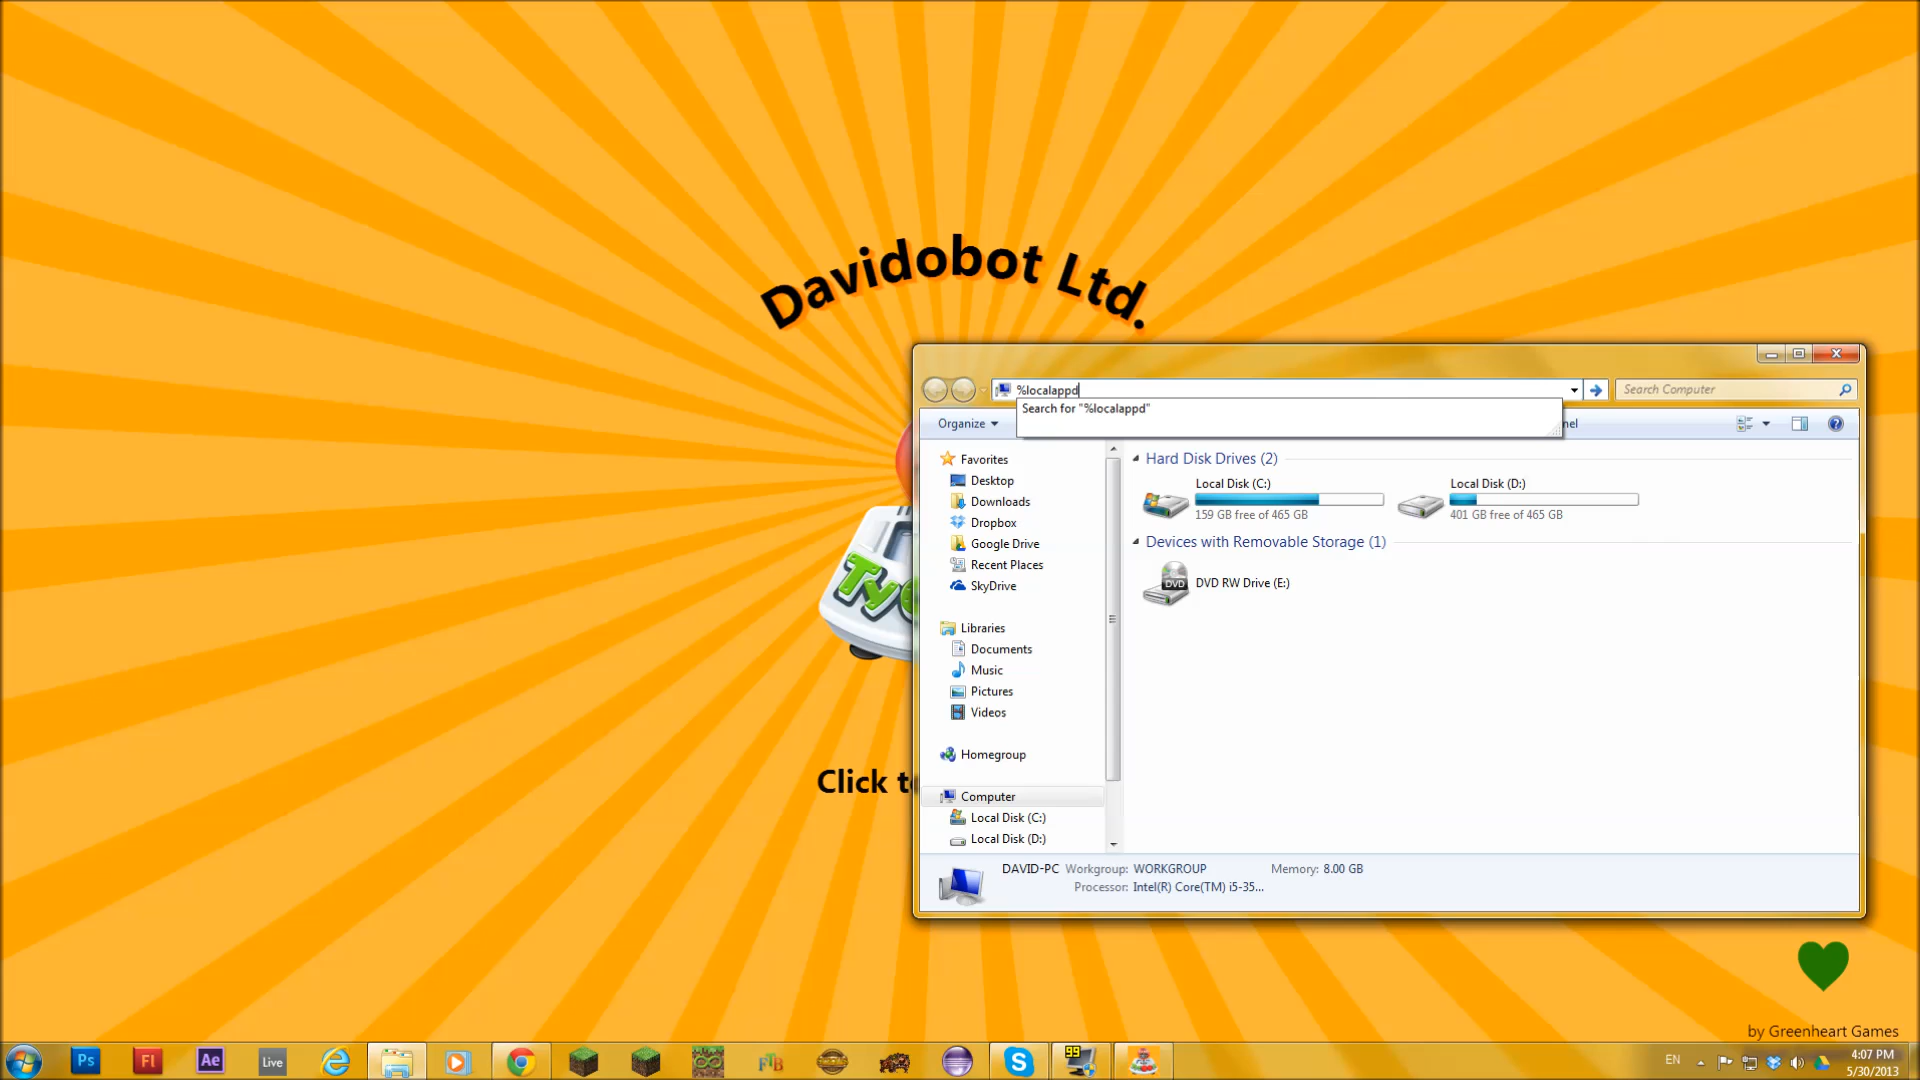 Davidobot Ltd.
%localappd
Search Computer
Search for "%localappd"
Organize
nel
Favorites
Desktop
Downloads
Dropbox
Google Drive
Recent Places
SkyDrive
Libraries
Documents
Music
Pictures
Videos
Homegroup
Computer
Local Disk (C:)
Local Disk (D:)
Hard Disk Drives (2)
Local Disk (C:)
159 GB free of 465 GB
Local Disk (D:)
401 GB free of 465 GB
Devices with Removable Storage (1)
DVD
DVD RW Drive (E:)
Ty
Click t
DAVID-PC Workgroup: WORKGROUP Memory: 8.00 GB
Processor: Intel(R) Core(TM) i5-35...
by Greenheart Games
Ps
Fl
Ae
Live
FTB
S
99
EN
4:07 PM
5/30/2013